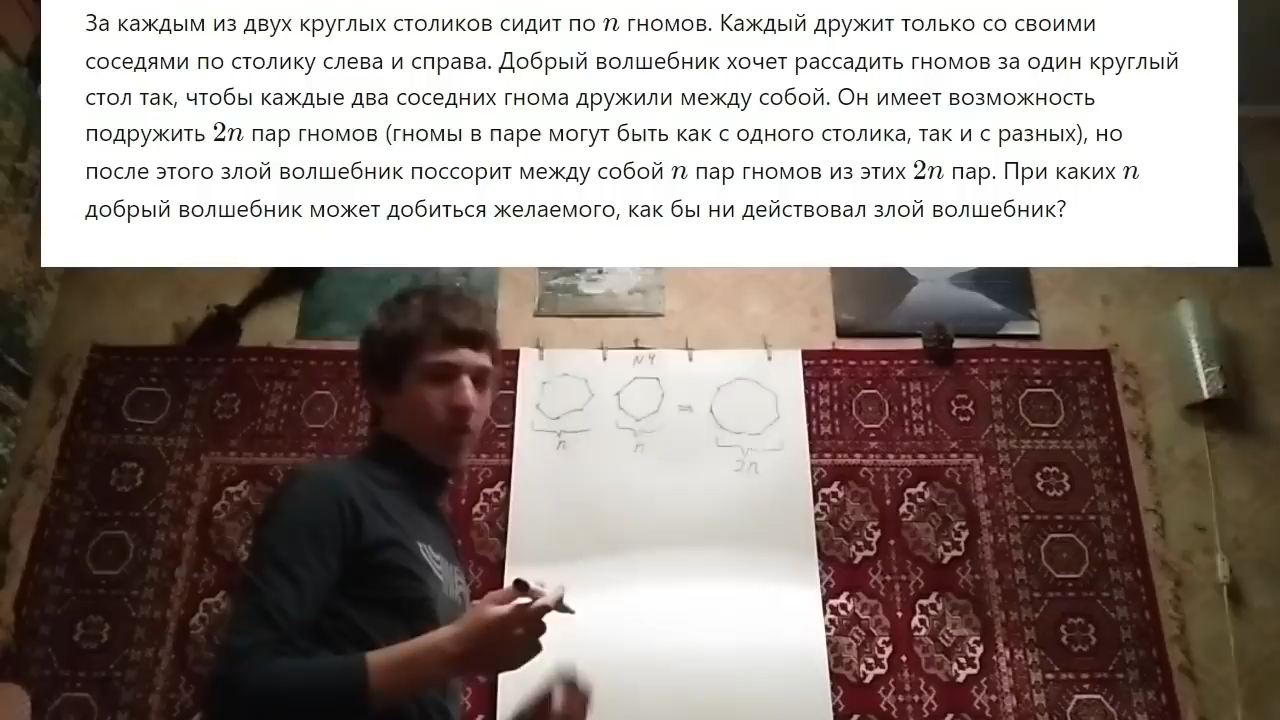 За каждым из двух круглых столиков сидит по n гномов. Каждый дружит только со своими
соседями по столику слева и справа. Добрый волшебник хочет рассадить гномов за один круглый
стол так, чтобы каждые два соседних гнома дружили между собой. Он имеет возможность
подружить 2n пар гномов (гномы в паре могут быть как с одного столика, так и с разных), но
после этого злой волшебник поссорит между собой n пар гномов из этих 2n пар. При каких n
добрый волшебник может добиться желаемого, как бы ни действовал злой волшебник?
№4
=
n n 2n